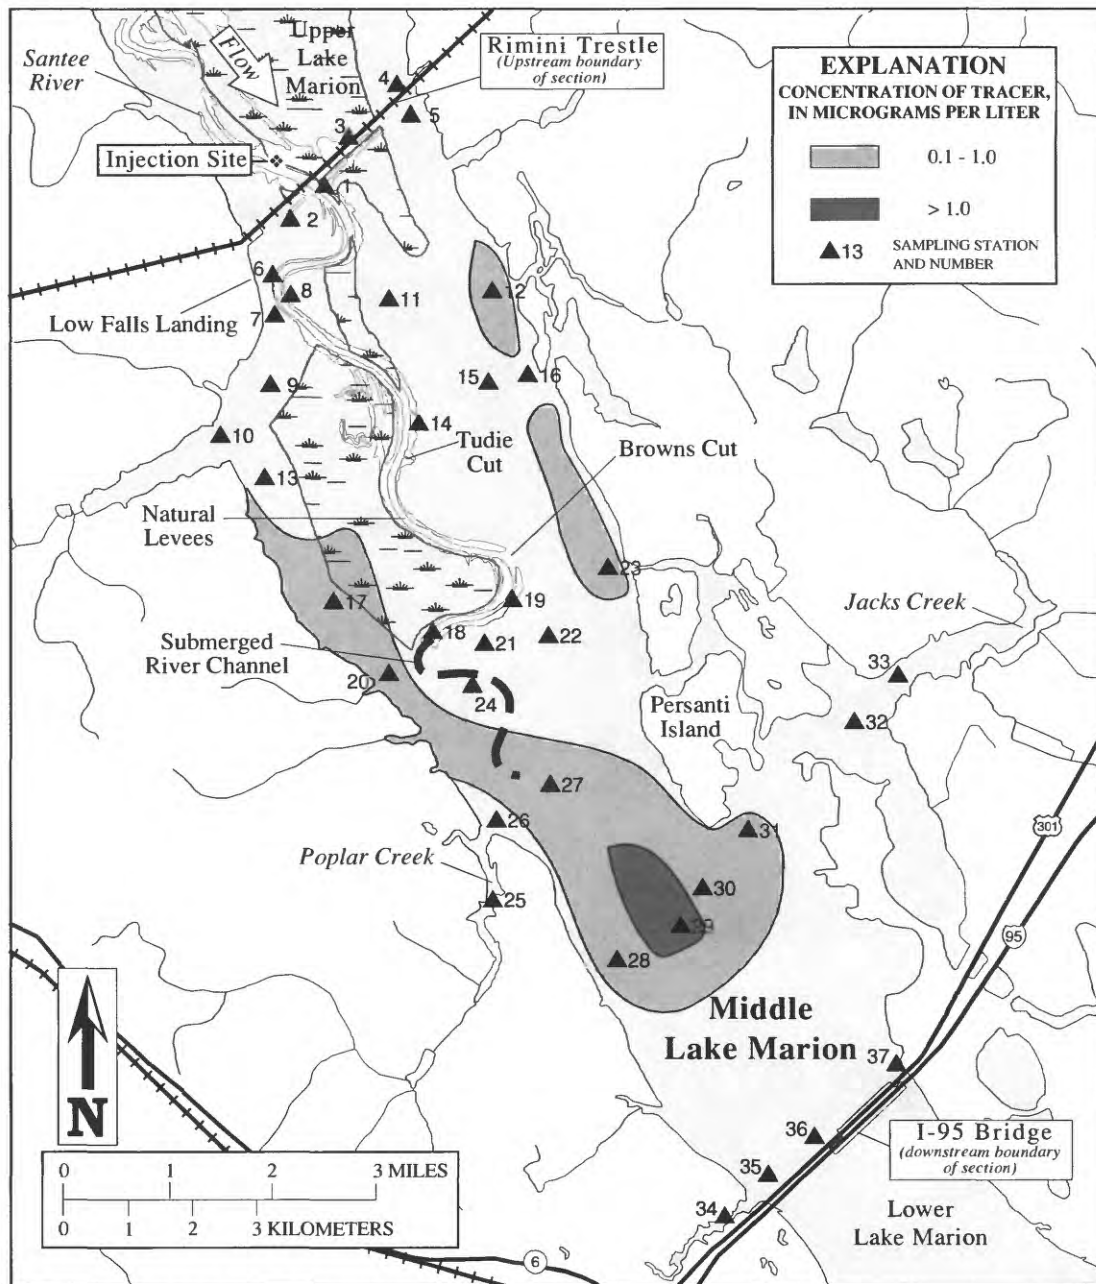 Upper
Lake
Marion
Santee
River
Flow
Rimini Trestle
(Upstream boundary
of section)
EXPLANATION
CONCENTRATION OF TRACER,
IN MICROGRAMS PER LITER
0.1 - 1.0
> 1.0
13 SAMPLING STATION
AND NUMBER
4
5
3
Injection Site
1
2
6
8
11
12
Low Falls Landing
7
15
16
9
14
10
Tudie
Cut
Browns Cut
13
Natural
Levees
23
17
19
Jacks Creek
Submerged
River Channel
18
21
22
33
20
24
Persanti
Island
32
27
26
31
301
Poplar Creek
30
25
29
95
28
Middle
Lake Marion
37
N
36
I-95 Bridge
(downstream boundary
of section)
35
34
Lower
Lake Marion
0 1 2 3 MILES
0 1 2 3 KILOMETERS
6